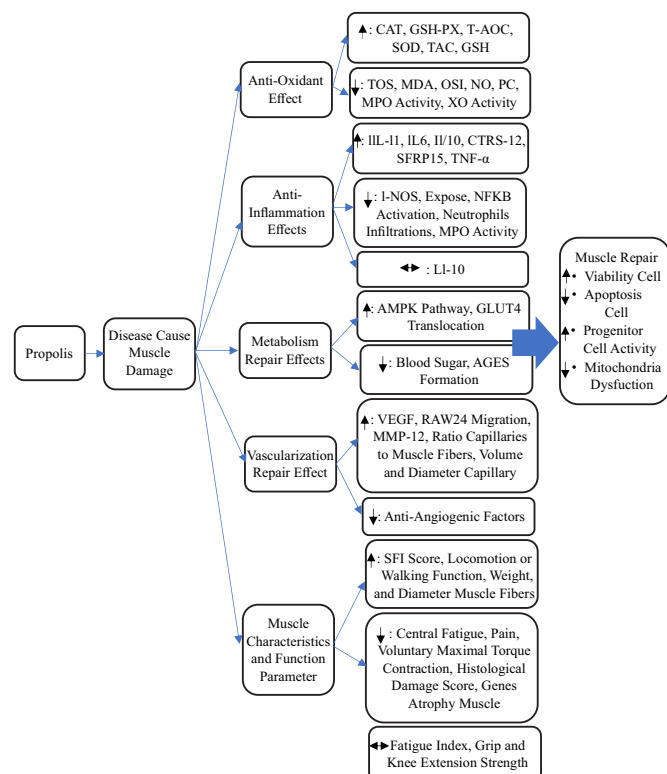 Propolis
Disease Cause
Muscle
Damage
Anti-Oxidant
Effect
↑: CAT, GSH-PX, T-AOC,
SOD, TAC, GSH
↓: TOS, MDA, OSI, NO, PC,
MPO Activity, XO Activity
Anti-
Inflammation
Effects
↑: IlL-l1, lL6, Il/10, CTRS-12,
SFRP15, TNF-α
↓: l-NOS, Expose, NFKB
Activation, Neutrophils
Infiltrations, MPO Activity
↔ : Ll-10
Metabolism
Repair Effects
↑: AMPK Pathway, GLUT4
Translocation
↓: Blood Sugar, AGES
Formation
Vascularization
Repair Effect
↑: VEGF, RAW24 Migration,
MMP-12, Ratio Capillaries
to Muscle Fibers, Volume
and Diameter Capillary
↓: Anti-Angiogenic Factors
Muscle
Characteristics
and Function
Parameter
↑: SFI Score, Locomotion or
Walking Function, Weight,
and Diameter Muscle Fibers
↓: Central Fatigue, Pain,
Voluntary Maximal Torque
Contraction, Histological
Damage Score, Genes
Atrophy Muscle
↔Fatigue Index, Grip and
Knee Extension Strength
Muscle Repair
↑• Viability Cell
↓• Apoptosis
Cell
↑• Progenitor
Cell Activity
↓• Mitochondria
Dysfuction